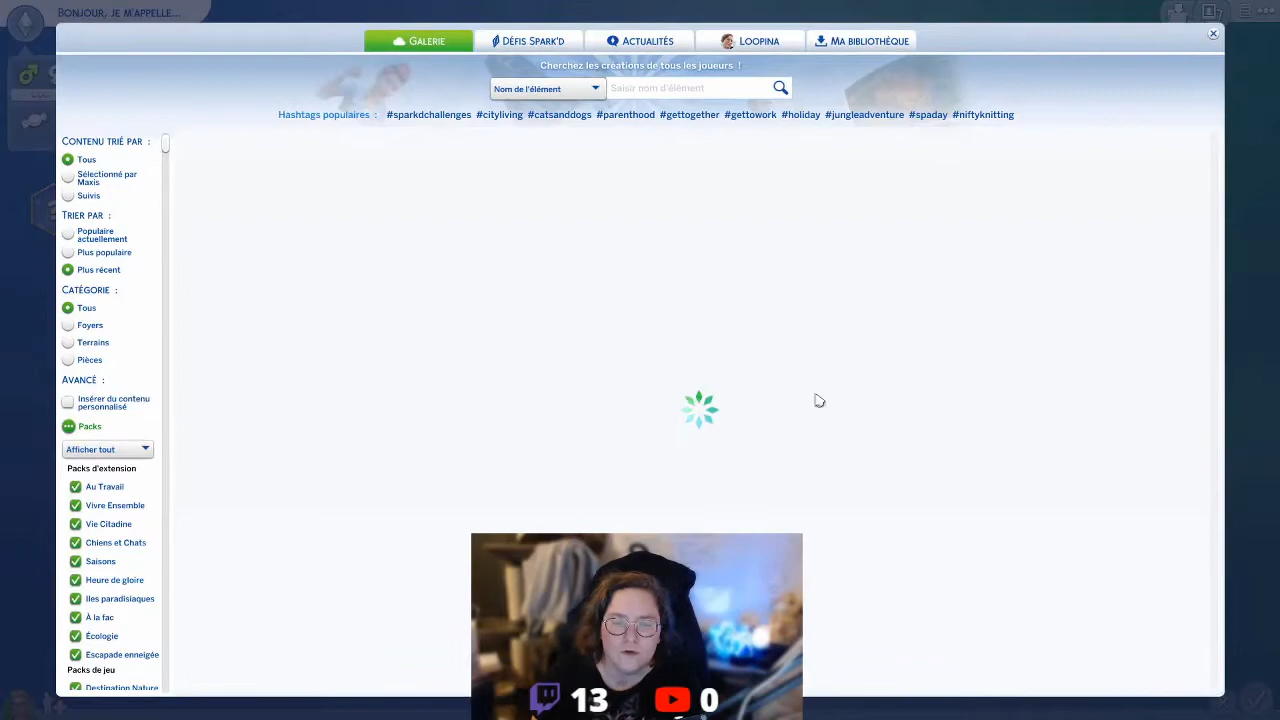 BONJOUR, JE M'APPELLE...
GALERIE
DÉFIS SPARK'D
ACTUALITÉS
LOOPINA
MA BIBLIOTHÈQUE
Cherchez les créations de tous les joueurs !
Nom de l'élément
Saisir nom d'élément
Hashtags populaires : #sparkdchallenges #cityliving #catsanddogs #parenthood #gettogether #gettowork #holiday #jungleadventure #spaday #niftyknitting
CONTENU TRIÉ PAR :
Tous
Sélectionné par
Maxis
Suivis
TRIER PAR :
Populaire
actuellement
Plus populaire
Plus récent
CATÉGORIE :
Tous
Foyers
Terrains
Pièces
AVANCÉ :
Insérer du contenu
personnalisé
Packs
Afficher tout
Packs d'extension
Au Travail
Vivre Ensemble
Vie Citadine
Chiens et Chats
Saisons
Heure de gloire
Iles paradisiaques
À la fac
Écologie
Escapade enneigée
Packs de jeu
Destination Nature
13
0